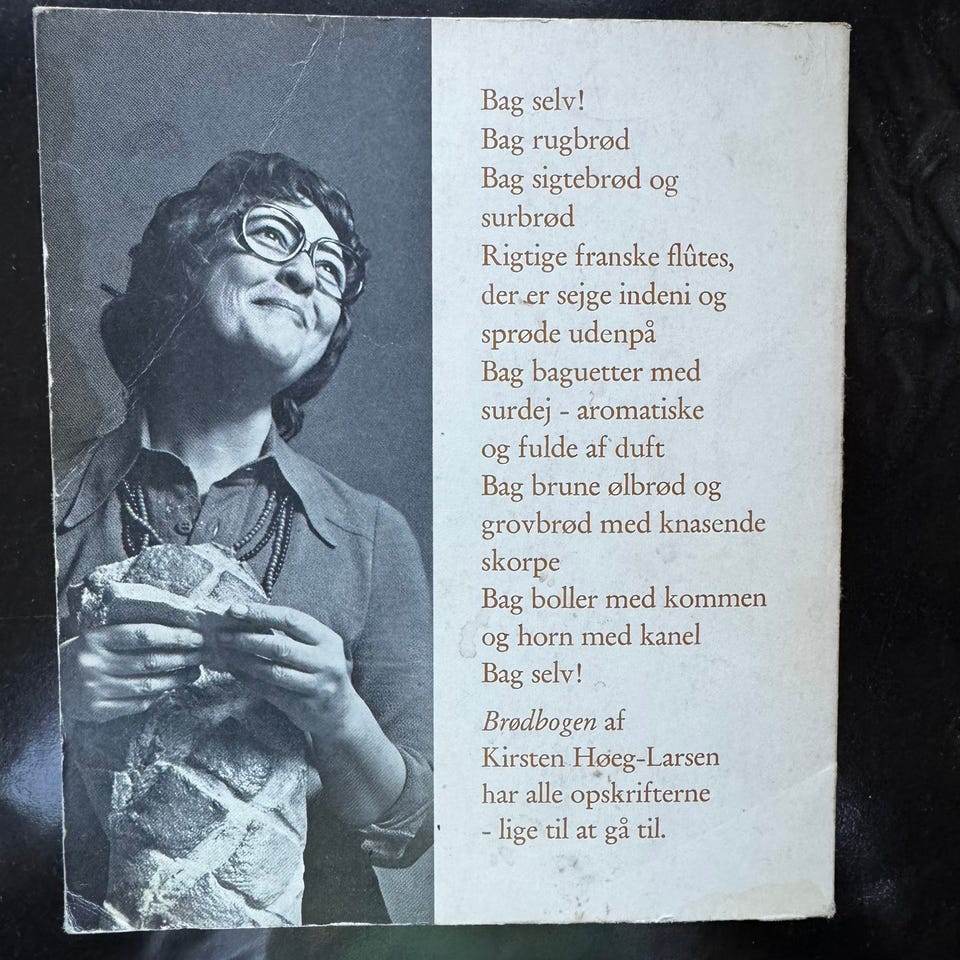 Bag selv!
Bag rugbrød
Bag sigtebrød og
surbrød
Rigtige franske flûtes,
der er sejge indeni og
sprøde udenpå
Bag baguetter med
surdej - aromatiske
og fulde af duft
Bag brune ølbrød og
grovbrød med knasende
skorpe
Bag boller med kommen
og horn med kanel
Bag selv!
Brødbogen af
Kirsten Høeg-Larsen
har alle opskrifterne
- lige til at gå til.